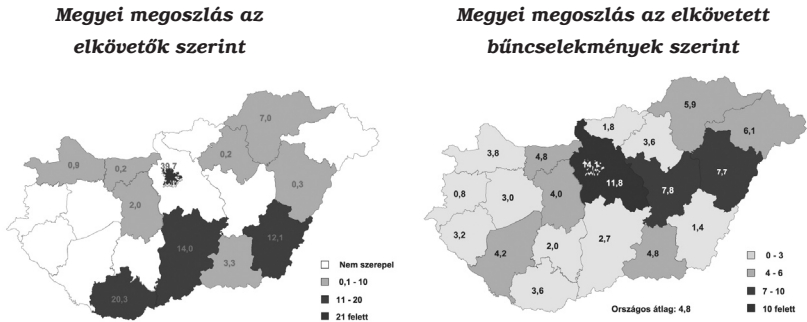 Megyei megoszlás az
elkövetők szerint
7,0
0,9
0,2
39,7
0,2
0,3
2,0
14,0
12,1
3,3
20,3
Nem szerepel
0,1 - 10
11 - 20
21 felett
Megyei megoszlás az elkövetett
bűncselekmények szerint
5,9
1,8
6,1
3,6
3,8
4,8
14,1
7,7
11,8
7,8
0,8
3,0
4,0
3,2
1,4
2,7
4,2
2,0
4,8
3,6
0 - 3
4 - 6
7 - 10
10 felett
Országos átlag: 4,8